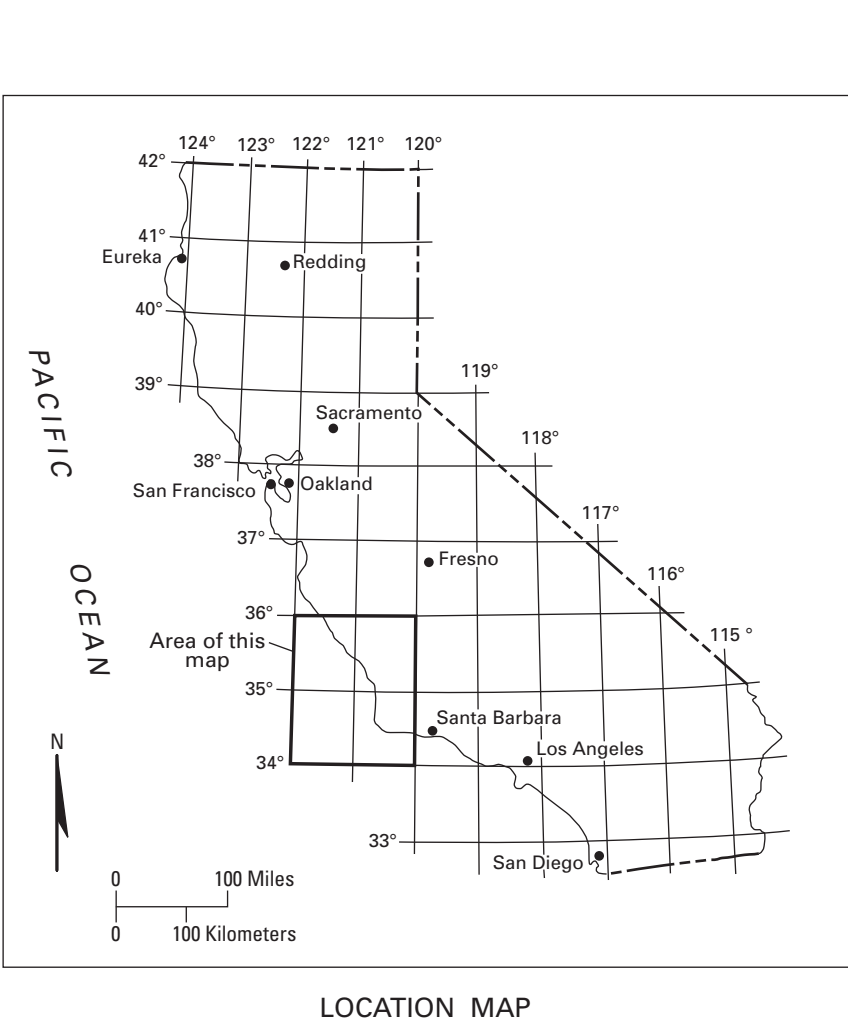 124° 123° 122° 121° 120°
42°
41°
Eureka
Redding
40°
PACIFIC
39°
119°
Sacramento
118°
38°
San Francisco
Oakland
117°
37°
Fresno
OCEAN
116°
36°
Area of this
map
115 °
35°
Santa Barbara
N
Los Angeles
34°
33°
San Diego
0 100 Miles
0 100 Kilometers
LOCATION MAP